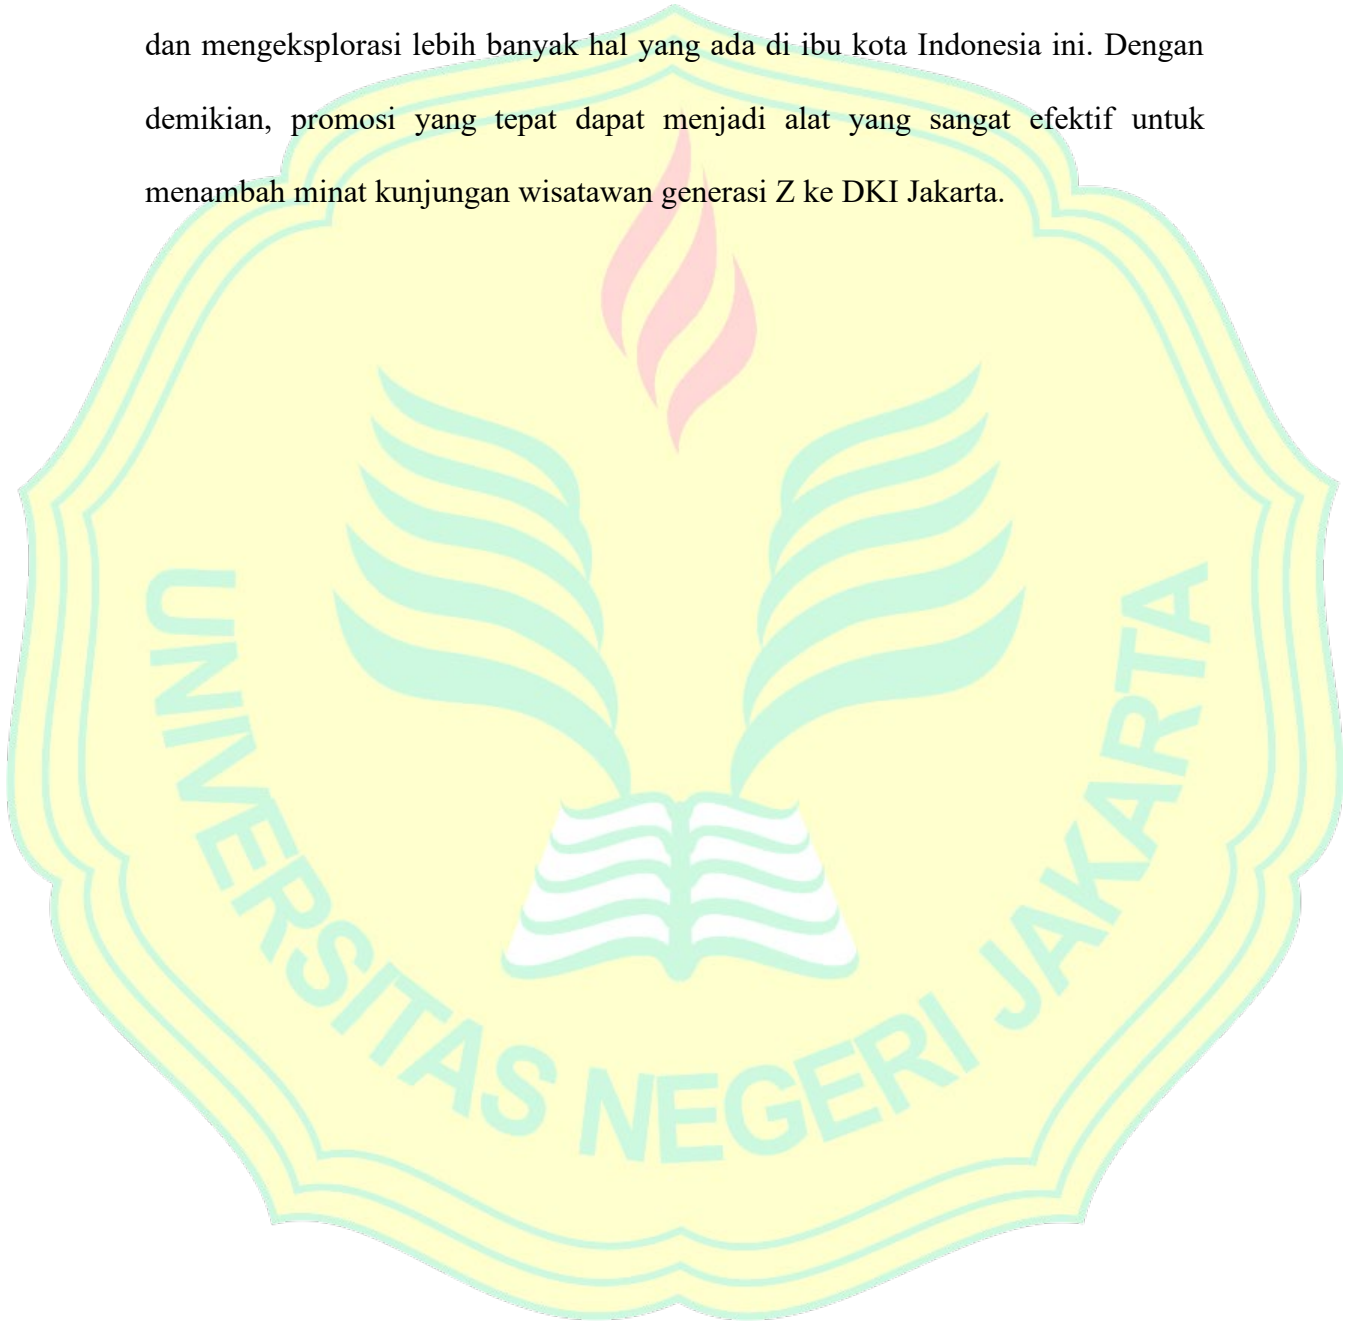 dan mengeksplorasi lebih banyak hal yang ada di ibu kota Indonesia ini. Dengan
demikian, promosi yang tepat dapat menjadi alat yang sangat efektif untuk
menambah minat kunjungan wisatawan generasi Z ke DKI Jakarta.
UNIVERSITAS NEGERI JAKARTA